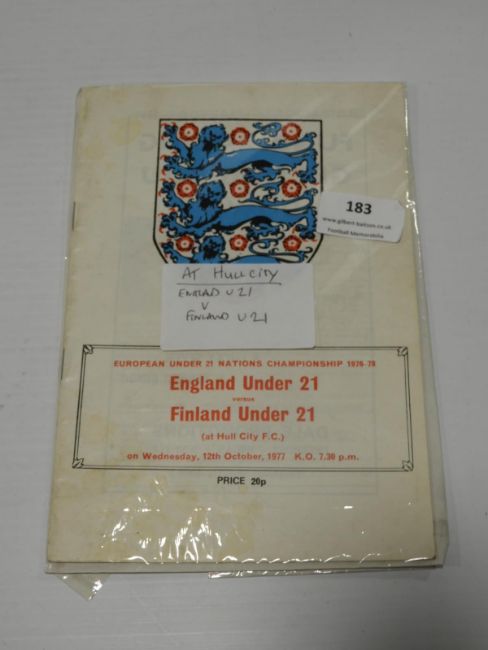 183
www.gilbert-baitson.co.uk
Football Memorabilia
AT HULL CITY
ENGLAND U21
V
FINLAND U21
EUROPEAN UNDER 21 NATIONS CHAMPIONSHIP 1976-78
England Under 21
versus
Finland Under 21
(at Hull City F.C.)
on Wednesday, 12th October, 1977 K.O. 7.30 p.m.
PRICE 20p